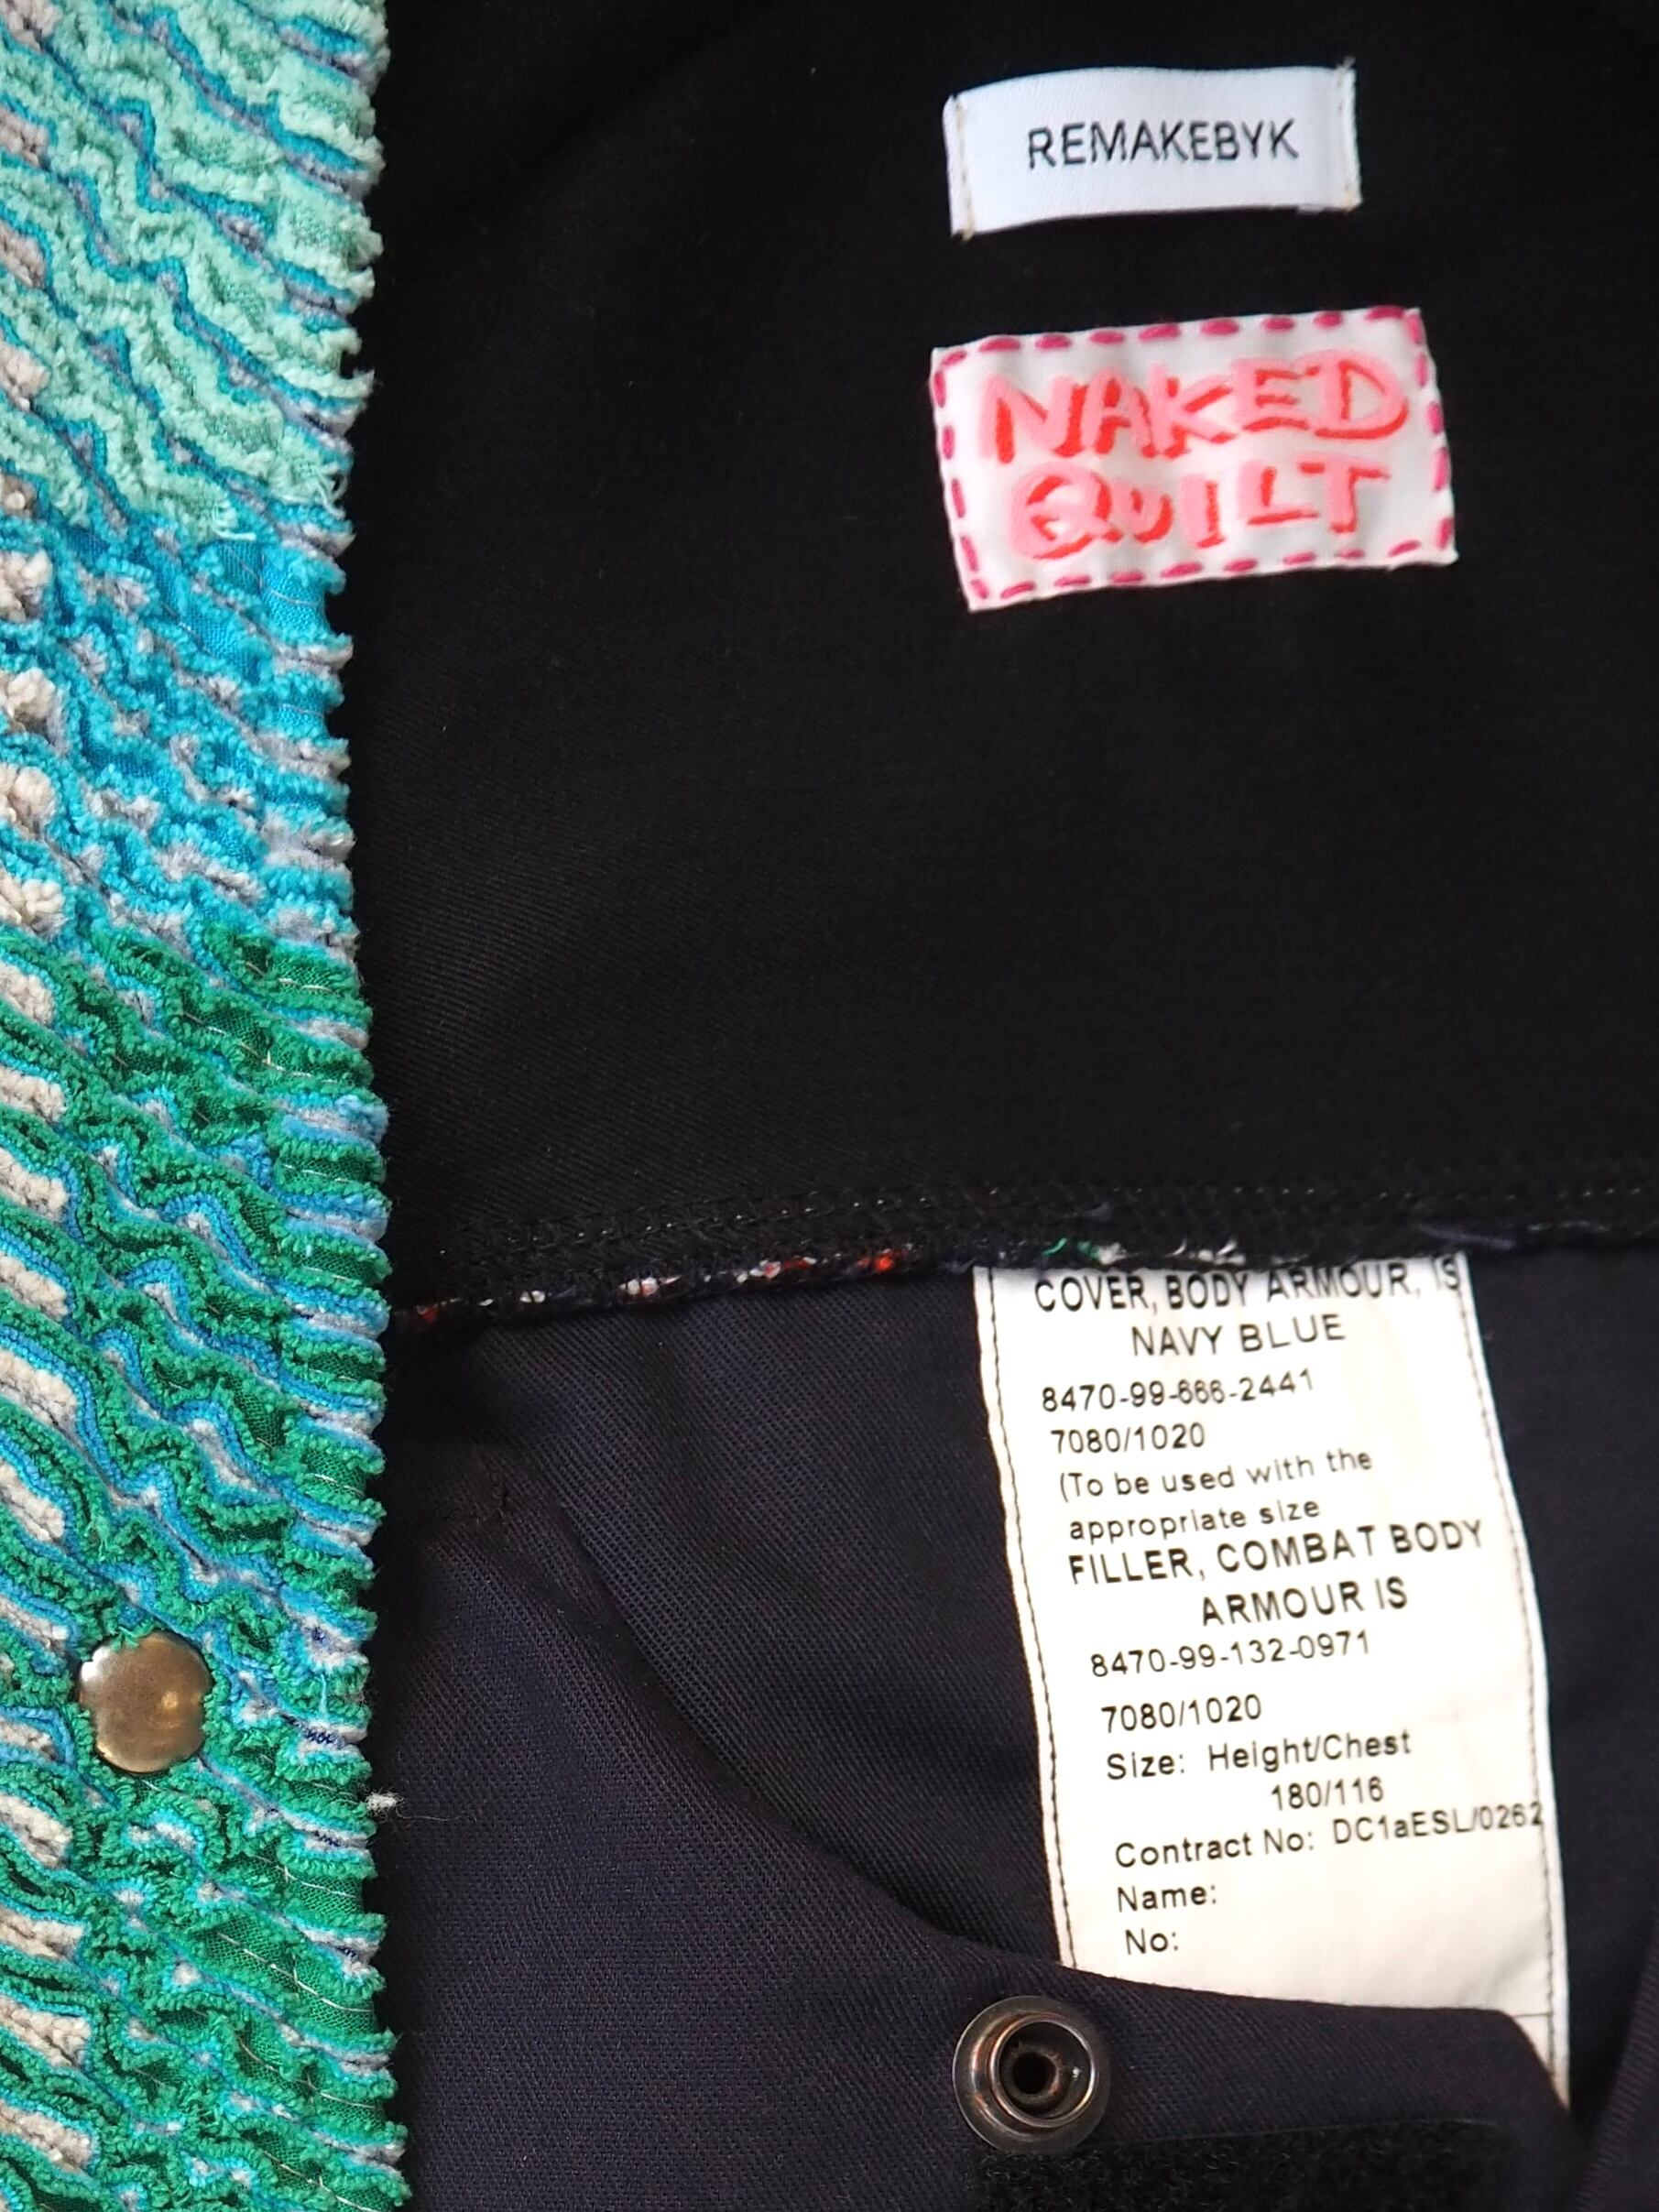 REMAKEBYK
NAKED
QUILT
COVER, BODY ARMOUR, IS
NAVY BLUE
8470-99-666-2441
7080/1020
(To be used with the
appropriate size
FILLER, COMBAT BODY
ARMOUR IS
8470-99-132-0971
7080/1020
Size: Height/Chest
180/116
Contract No: DC1aESL/0262
Name:
No: